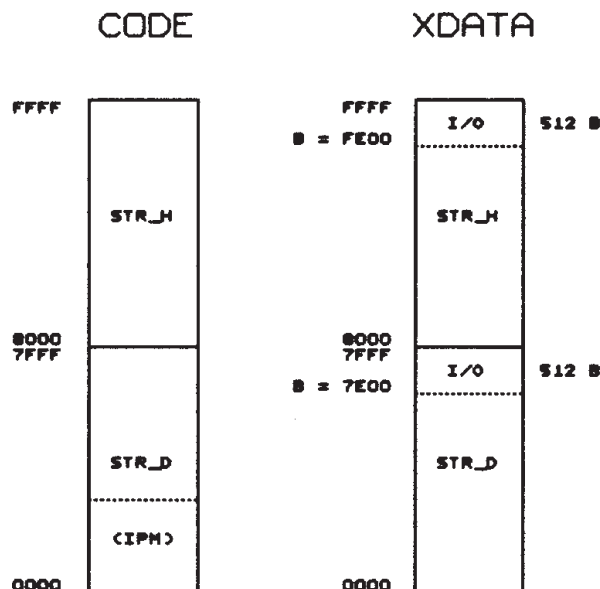 CODE XDATA
FFFF FFFF I/O 512 B
B = FE00
STR_H STR_H
8000 8000
7FFF 7FFF I/O 512 B
B = 7E00
STR_D STR_D
(IPM)
0000 0000